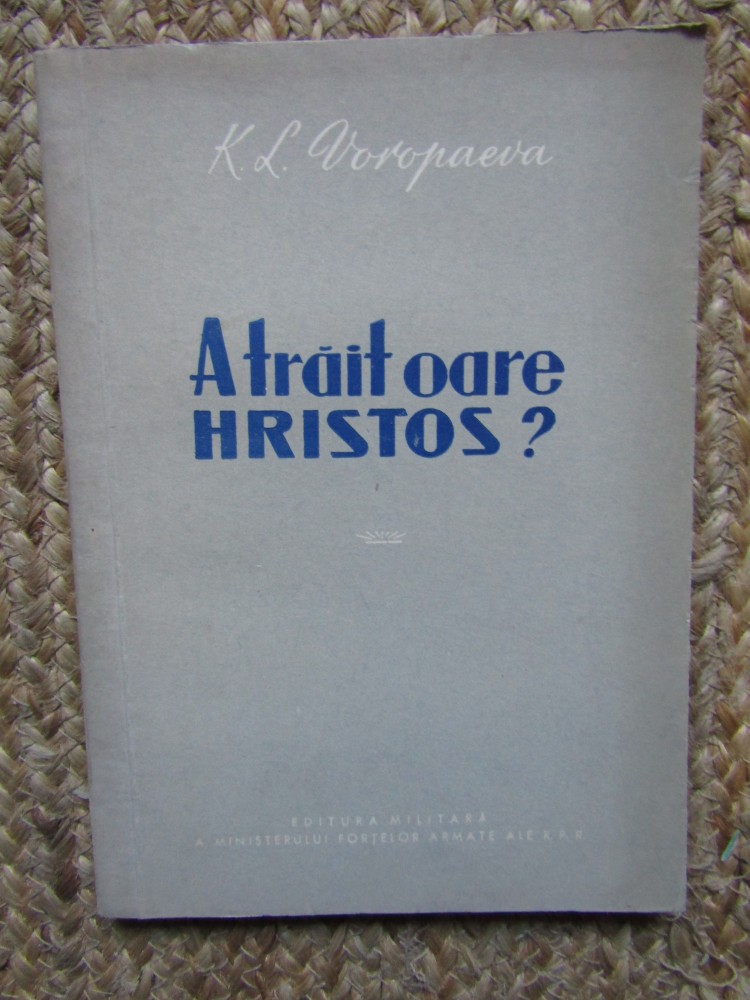 K. L. Voropaeva
A trăit oare
HRISTOS?
EDITURA MILITARĂ
A MINISTERULUI FORȚELOR ARMATE ALE R.P.R.